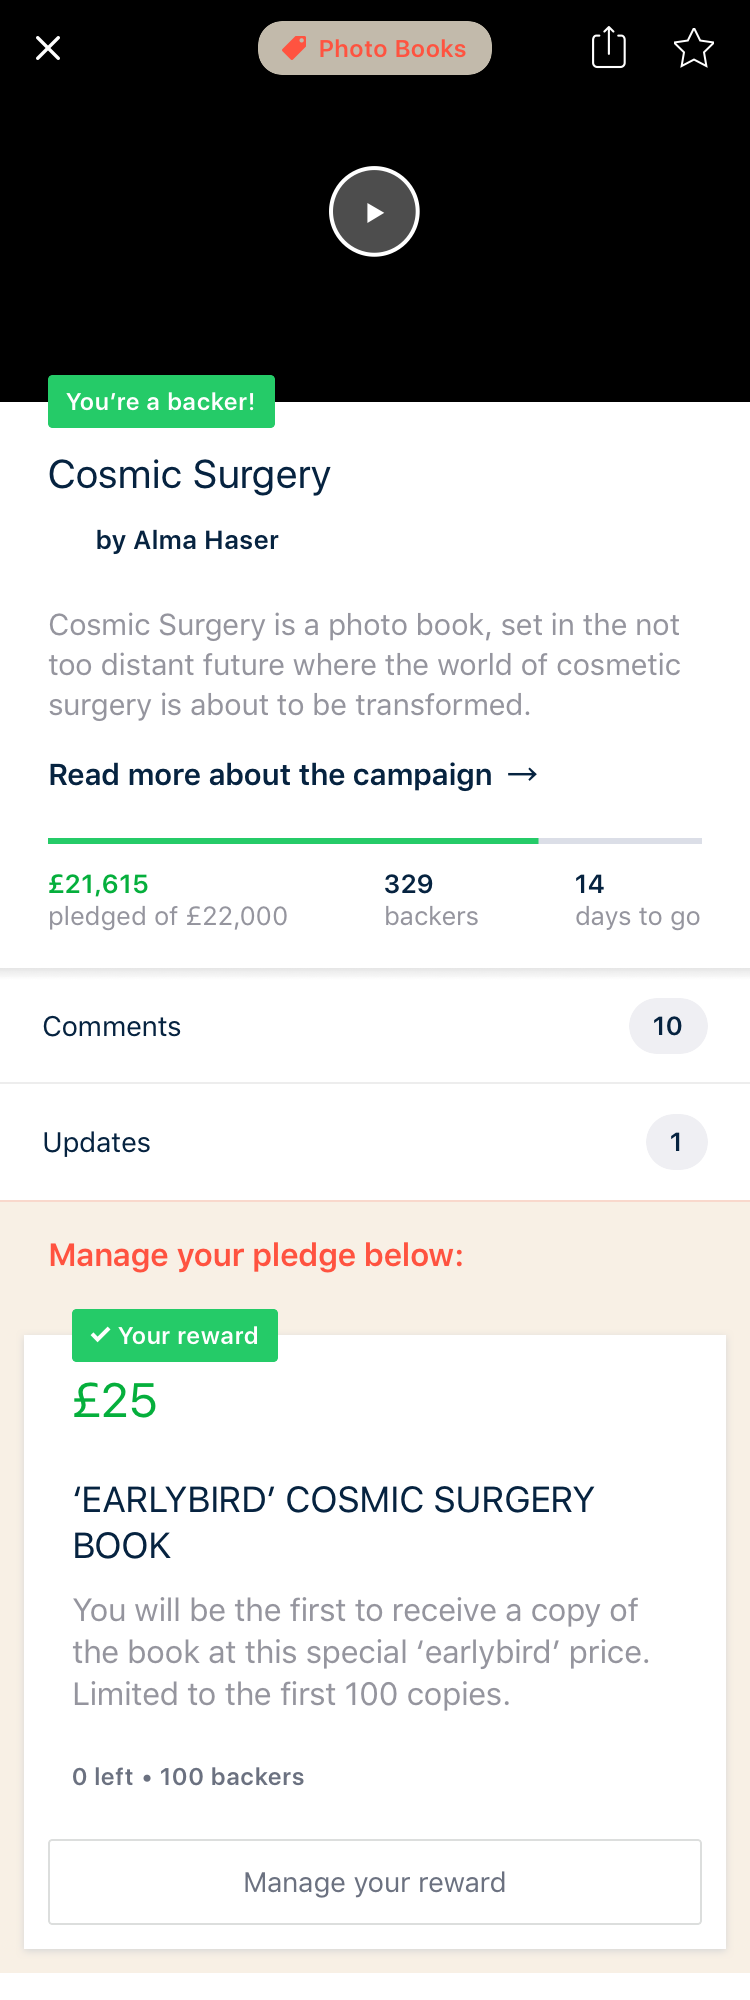 Photo Books
You’re a backer!
Cosmic Surgery
by Alma Haser
Cosmic Surgery is a photo book, set in the not
too distant future where the world of cosmetic
surgery is about to be transformed.
Read more about the campaign →
£21,615
pledged of £22,000
329
backers
14
days to go
Comments
10
Updates
1
Manage your pledge below:
Your reward
£25
‘EARLYBIRD’ COSMIC SURGERY
BOOK
You will be the first to receive a copy of
the book at this special ‘earlybird’ price.
Limited to the first 100 copies.
0 left • 100 backers
Manage your reward